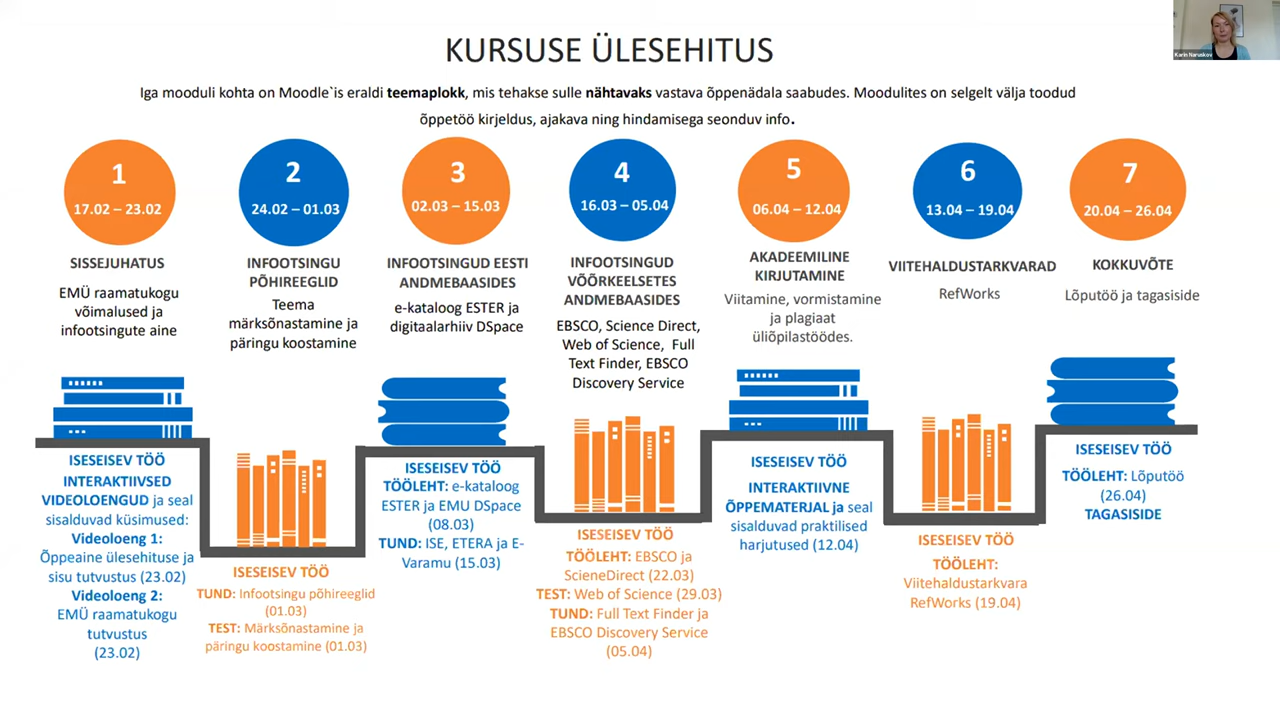 KURSUSE ÜLESEHITUS
Iga mooduli kohta on Moodle`is eraldi teemaplokk, mis tehakse sulle nähtavaks vastava õppenädala saabudes. Moodulites on selgelt välja toodud
õppetöö kirjeldus, ajakava ning hindamisega seonduv info.
Karin Naruskov
1
17.02 – 23.02
SISSEJUHATUS
EMÜ raamatukogu
võimalused ja
infootsingute aine
ISESEISEV TÖÖ
INTERAKTIIVSED
VIDEOLOENGUD ja seal
sisalduvad küsimused:
Videoloeng 1:
Õppeaine ülesehituse ja
sisu tutvustus (23.02)
Videoloeng 2:
EMÜ raamatukogu
tutvustus
(23.02)
2
24.02 – 01.03
INFOOTSINGU
PÕHIREEGLID
Teema
märksõnastamine ja
päringu koostamine
ISESEISEV TÖÖ
TUND: Infootsingu põhireeglid
(01.03)
TEST: Märksõnastamine ja
päringu koostamine (01.03)
3
02.03 – 15.03
INFOOTSINGUD EESTI
ANDMEBAASIDES
e-kataloog ESTER ja
digitaalarhiiv DSpace
ISESEISEV TÖÖ
TÖÖLEHT: e-kataloog
ESTER ja EMU DSpace
(08.03)
TUND: ISE, ETERA ja E-
Varamu (15.03)
4
16.03 – 05.04
INFOOTSINGUD
VÕÕRKEELSETES
ANDMEBAASIDES
EBSCO, Science Direct,
Web of Science, Full
Text Finder, EBSCO
Discovery Service
ISESEISEV TÖÖ
TÖÖLEHT: EBSCO ja
ScieneDirect (22.03)
TEST: Web of Science (29.03)
TUND: Full Text Finder ja
EBSCO Discovery Service
(05.04)
5
06.04 – 12.04
AKADEEMILINE
KIRJUTAMINE
Viitamine, vormistamine
ja plagiaat
üliõpilastöödes.
ISESEISEV TÖÖ
INTERAKTIIVNE
ÕPPEMATERJAL ja seal
sisalduvad praktilised
harjutused (12.04)
6
13.04 – 19.04
VIITEHALDUSTARKVARAD
RefWorks
ISESEISEV TÖÖ
TÖÖLEHT:
Viitehaldustarkvara
RefWorks (19.04)
7
20.04 – 26.04
KOKKUVÕTE
Lõputöö ja tagasiside
ISESEISEV TÖÖ
TÖÖLEHT: Lõputöö
(26.04)
TAGASISIDE